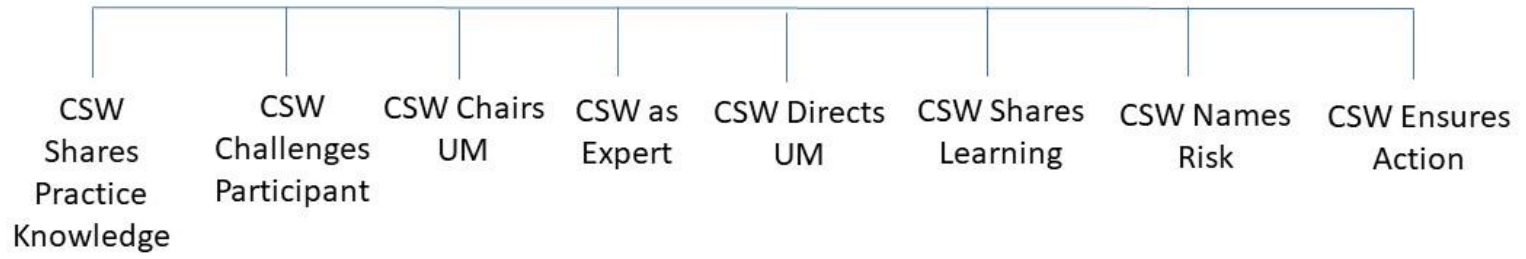 CSW
Shares
Practice
Knowledge
CSW
Challenges
Participant
CSW Chairs
UM
CSW as
Expert
CSW Directs
UM
CSW Shares
Learning
CSW Names
Risk
CSW Ensures
Action